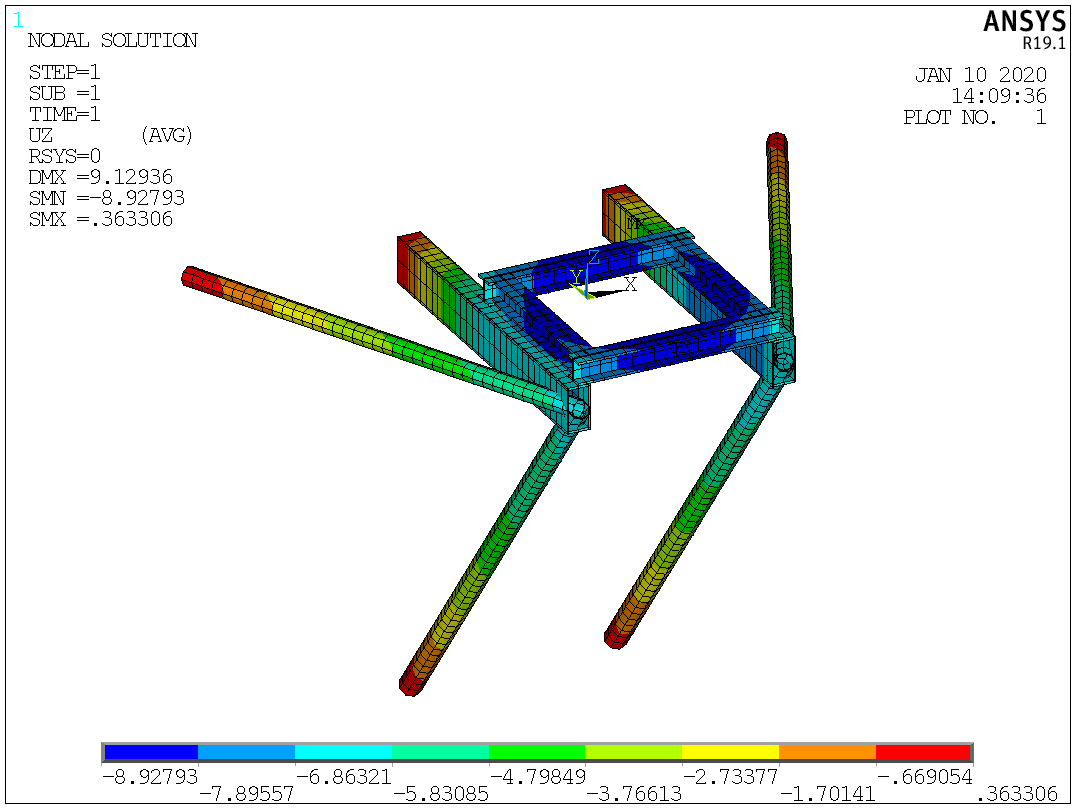 1
NODAL SOLUTION
STEP=1
SUB =1
TIME=1
UZ (AVG)
RSYS=0
DMX =9.12936
SMN =-8.92793
SMX =.363306
ANSYS
R19.1
JAN 10 2020
14:09:36
PLOT NO. 1
Z
Y
X
-8.92793 -6.86321 -4.79849 -2.73377 -.669054
-7.89557 -5.83085 -3.76613 -1.70141 .363306